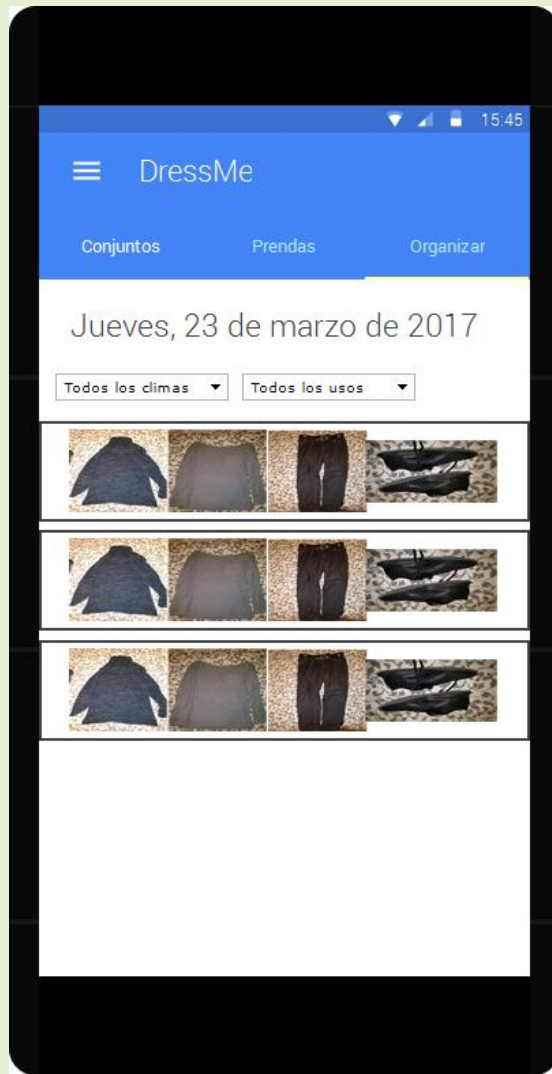 15:45
DressMe
Conjuntos Prendas Organizar
Jueves, 23 de marzo de 2017
Todos los climas Todos los usos